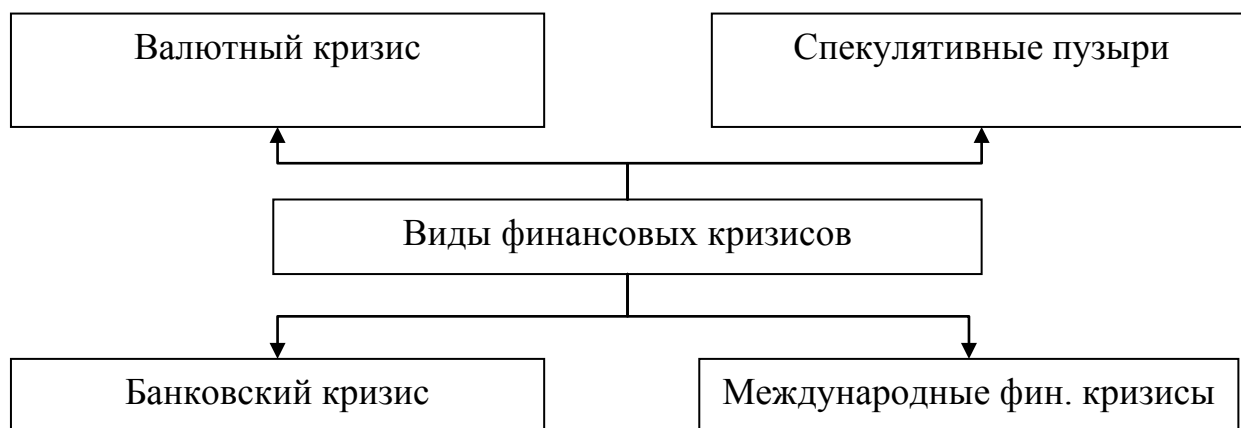 Валютный кризис
Спекулятивные пузыри
Виды финансовых кризисов
Банковский кризис
Международные фин. кризисы